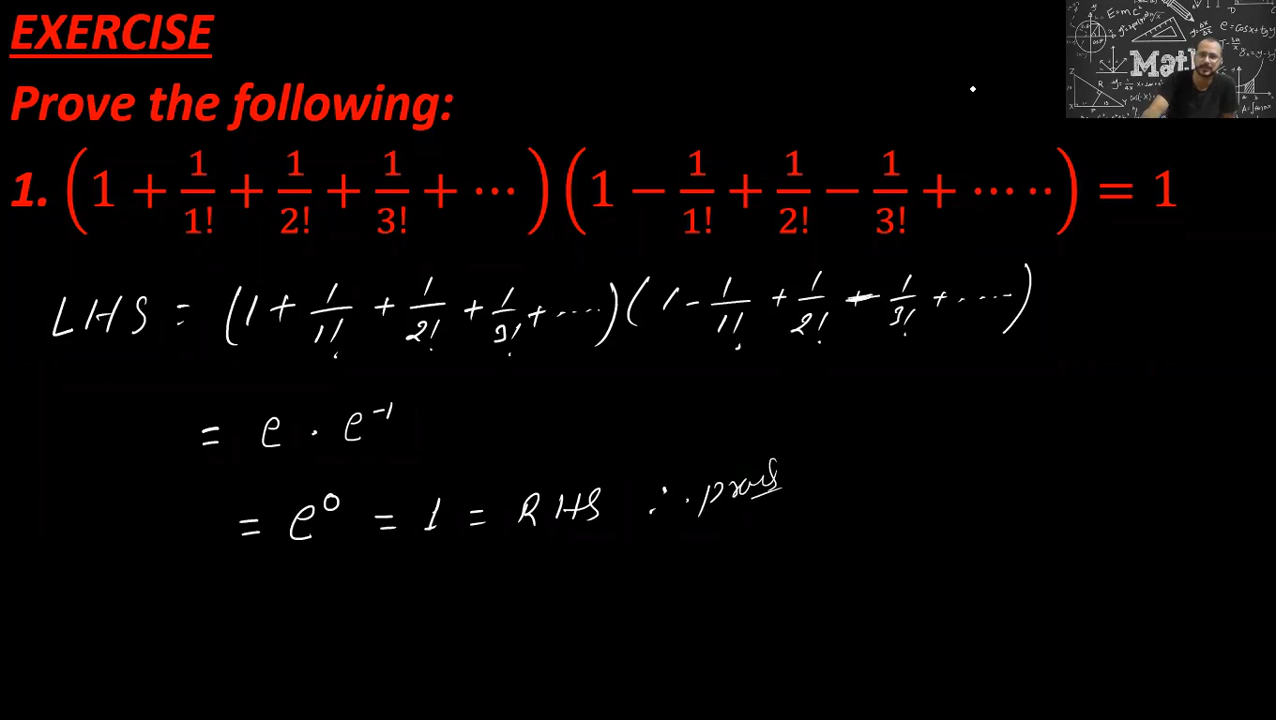 EXERCISE
Prove the following:
1. (1 + 1/1! + 1/2! + 1/3! + ⋯) (1 − 1/1! + 1/2! − 1/3! + ⋯ ··) = 1
LHS = (1 + 1/1! + 1/2! + 1/3! + ....) (1 - 1/1! + 1/2! - 1/3! + ....)
= e . e⁻¹
= e⁰ = 1 = RHS ∴
Math
E=mc²